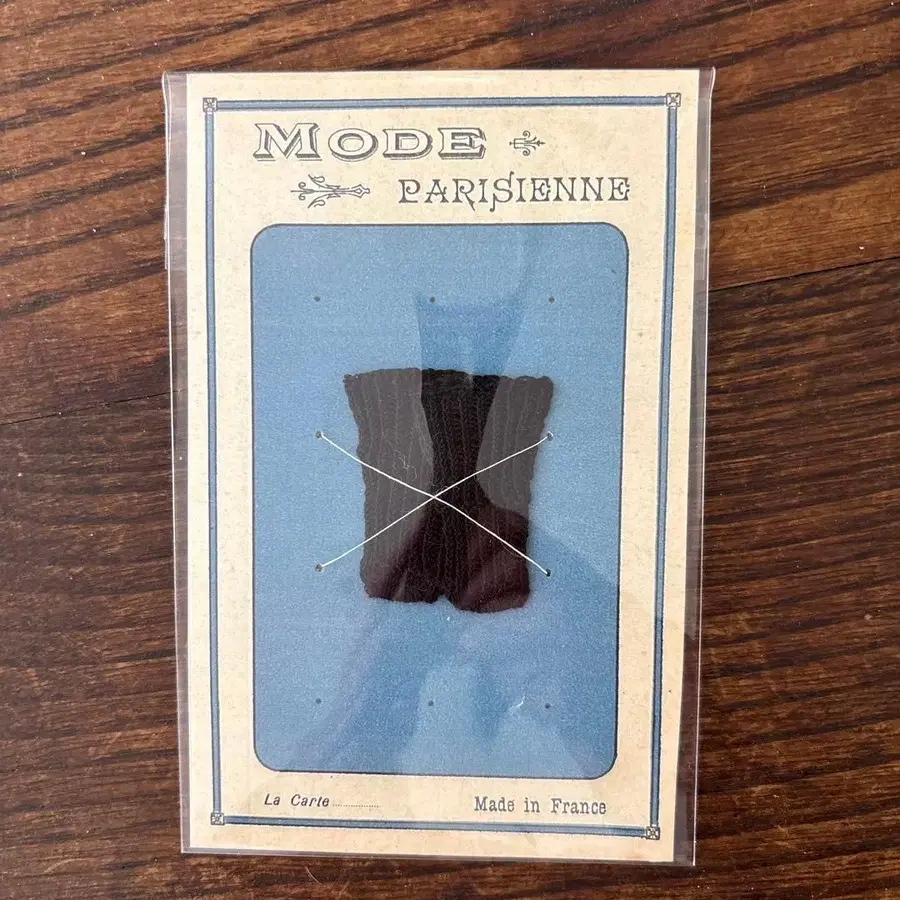 MODE
PARISIENNE
La Carte................
Made in France